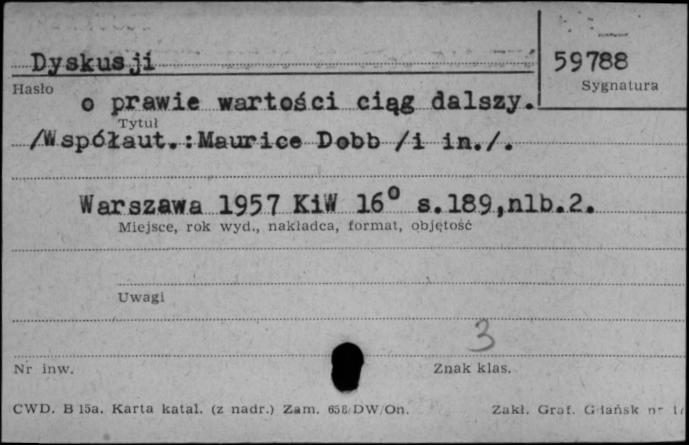 Dyskusji
59788
Hasło
Sygnatura
o prawie wartości ciąg dalszy.
Tytuł
/Współaut.:Maurice Dobb /i in./.
Warszawa 1957 KiW 16° s.189,nlb.2.
Miejsce, rok wyd., nakładca, format, objętość
Uwagi
3
Nr inw.
Znak klas.
CWD. B 15a. Karta katal. (z nadr.) Zam. 658/DW/On.
Zakł. Graf. Gdańsk nr